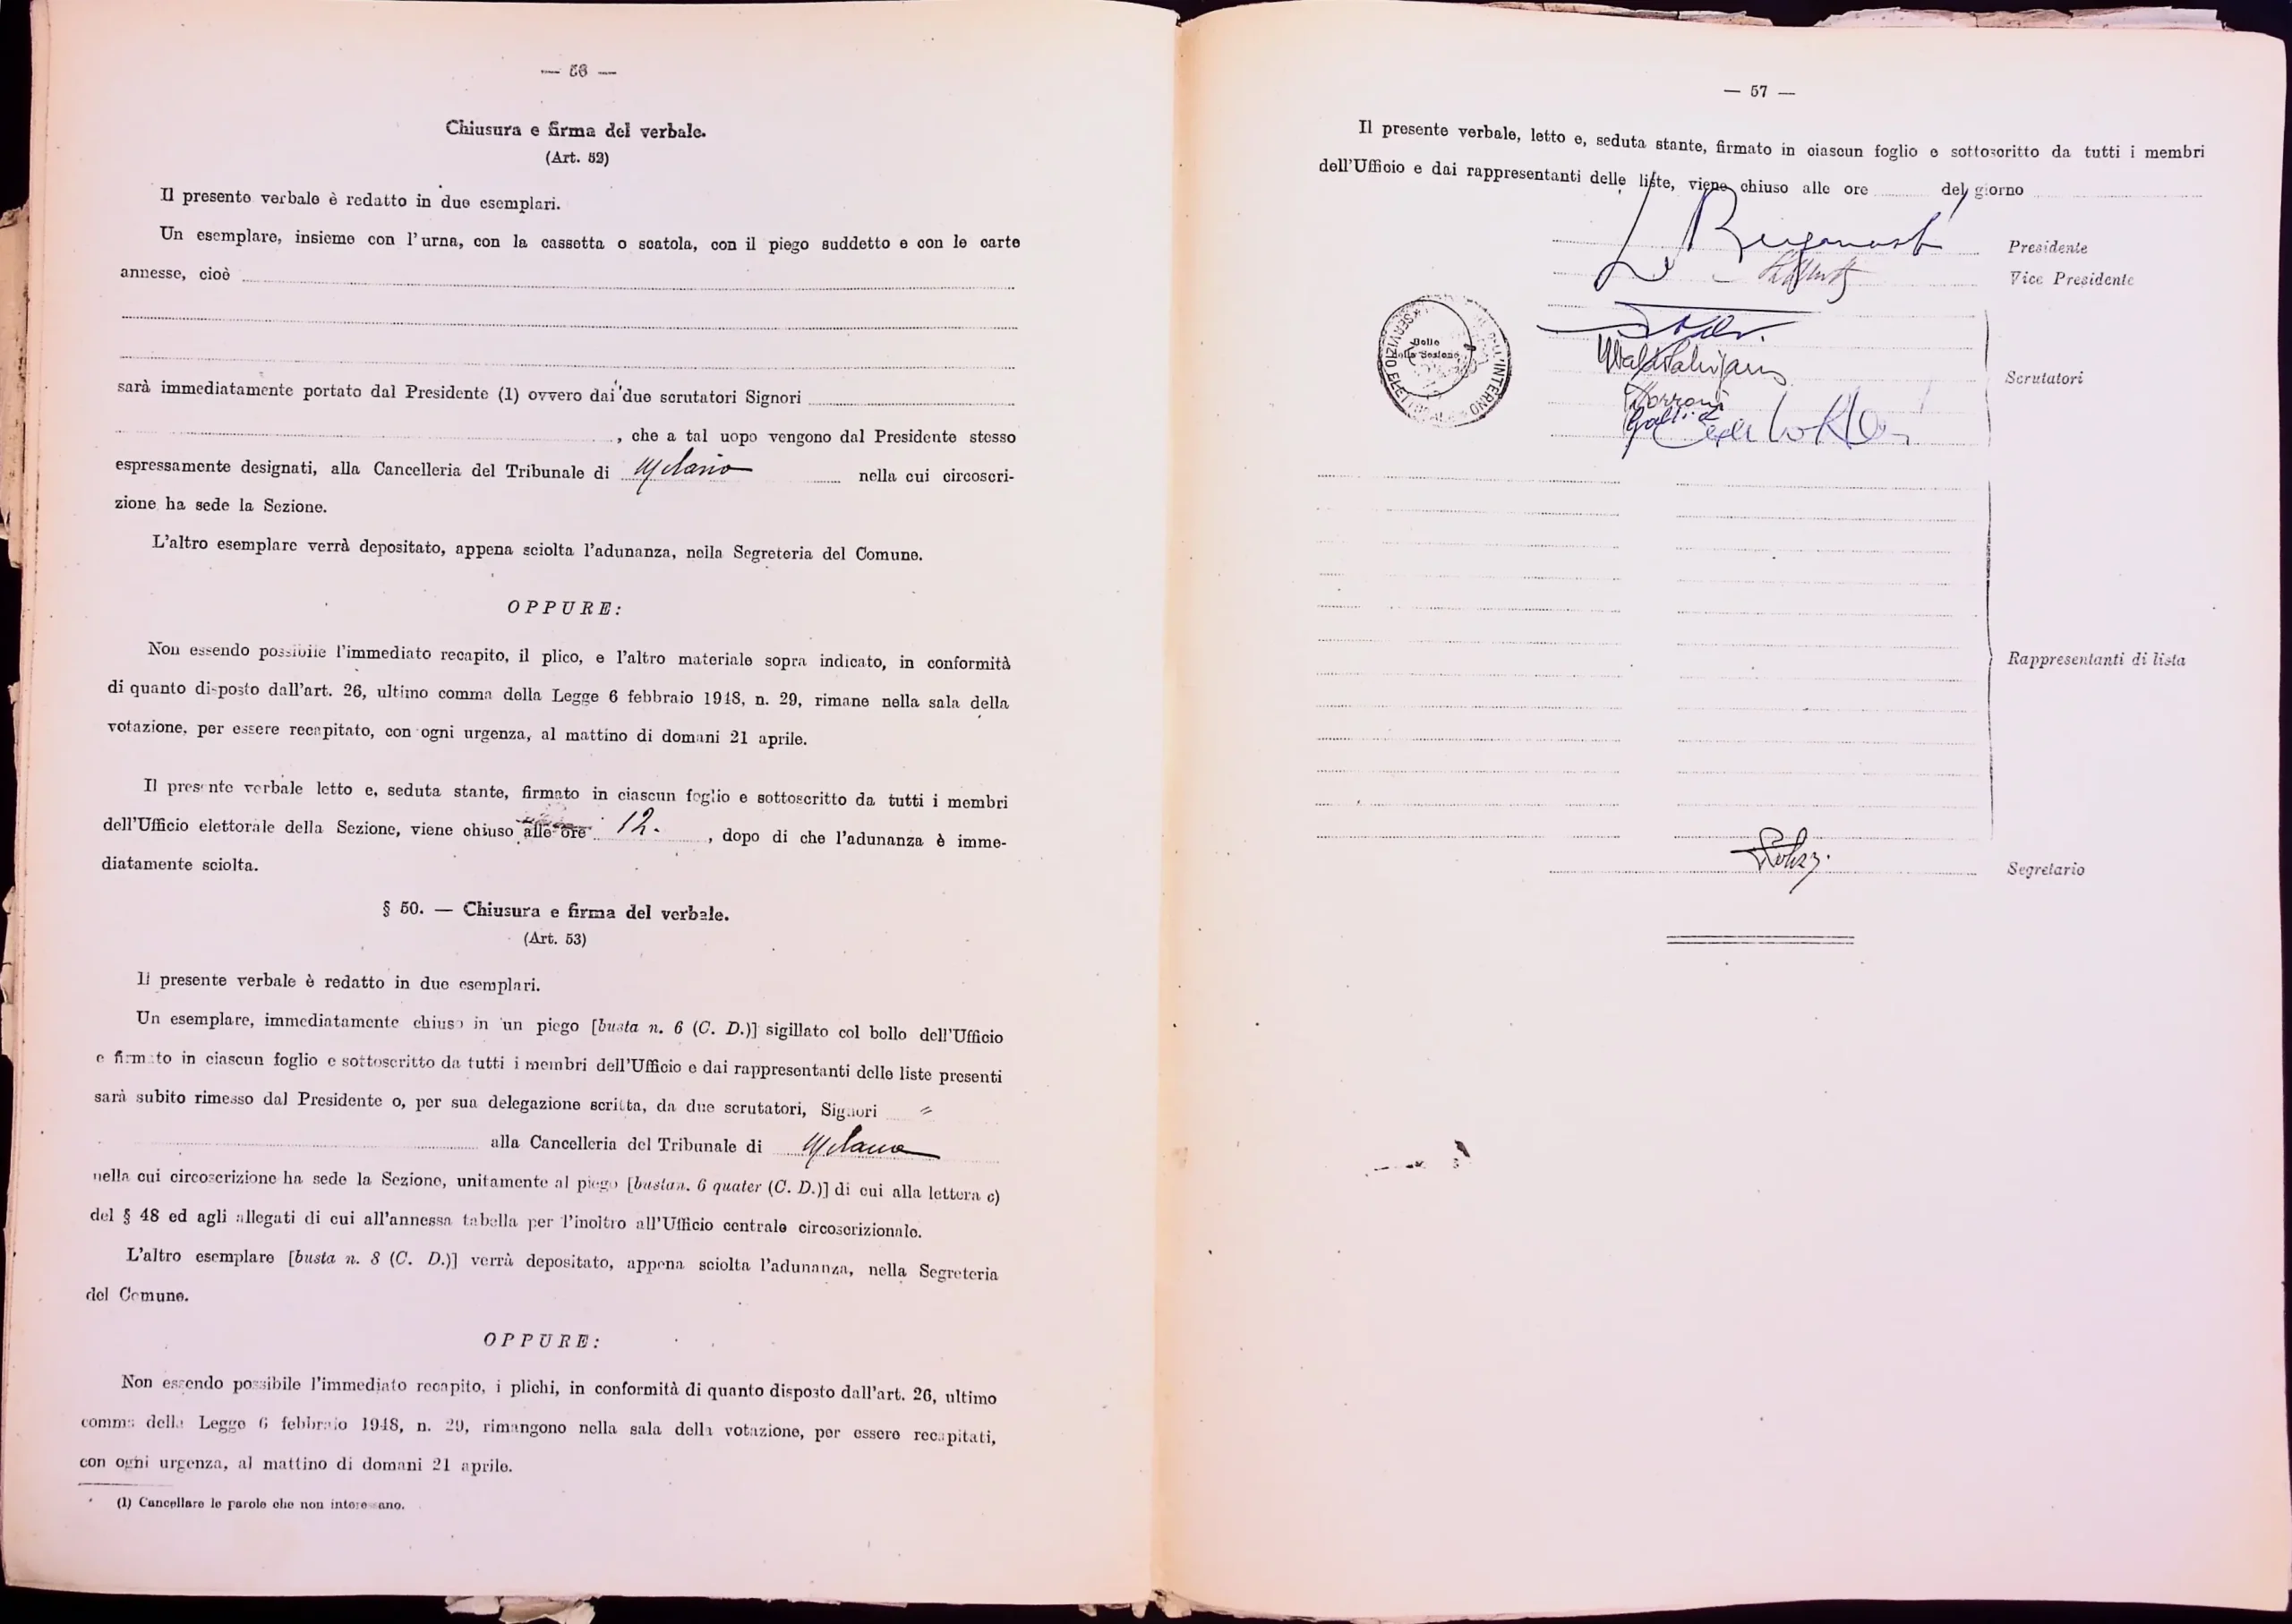 — 56 —
Chiusura e firma del verbale.
(Art. 52)
Il presente verbale è redatto in due esemplari.
Un esemplare, insieme con l'urna, con la cassetta o scatola, con il piego suddetto e con le carte
annesse, cioè
sarà immediatamente portato dal Presidente (1) ovvero dai due scrutatori Signori
, che a tal uopo vengono dal Presidente stesso
espressamente designati, alla Cancelleria del Tribunale di Milano nella cui circoscri-
zione ha sede la Sezione.
L'altro esemplare verrà depositato, appena sciolta l'adunanza, nella Segreteria del Comune.
OPPURE:
Non essendo possibile l'immediato recapito, il plico, e l'altro materiale sopra indicato, in conformità
di quanto disposto dall'art. 26, ultimo comma della Legge 6 febbraio 1948, n. 29, rimane nella sala della
votazione, per essere recapitato, con ogni urgenza, al mattino di domani 21 aprile.
Il presente verbale letto e, seduta stante, firmato in ciascun foglio e sottoscritto da tutti i membri
dell'Ufficio elettorale della Sezione, viene chiuso alle ore 12. , dopo di che l'adunanza è imme-
diatamente sciolta.
§ 50. — Chiusura e firma del verbale.
(Art. 53)
Il presente verbale è redatto in due esemplari.
Un esemplare, immediatamente chiuso in un piego [busta n. 6 (C. D.)] sigillato col bollo dell'Ufficio
e firmato in ciascun foglio e sottoscritto da tutti i membri dell'Ufficio e dai rappresentanti delle liste presenti
sarà subito rimesso dal Presidente o, per sua delegazione scritta, da due scrutatori, Signori "
alla Cancelleria del Tribunale di Milano
nella cui circoscrizione ha sede la Sezione, unitamente al piego [busta n. 6 quater (C. D.)] di cui alla lettera c)
del § 48 ed agli allegati di cui all'annessa tabella per l'inoltro all'Ufficio centrale circoscrizionale.
L'altro esemplare [busta n. 8 (C. D.)] verrà depositato, appena sciolta l'adunanza, nella Segreteria
del Comune.
OPPURE:
Non essendo possibile l'immediato recapito, i plichi, in conformità di quanto disposto dall'art. 26, ultimo
comma della Legge 6 febbraio 1948, n. 29, rimangono nella sala della votazione, per essere recapitati,
con ogni urgenza, al mattino di domani 21 aprile.
(1) Cancellare le parole che non interessano.
— 57 —
Il presente verbale, letto e, seduta stante, firmato in ciascun foglio e sottoscritto da tutti i membri
dell'Ufficio e dai rappresentanti delle liste, viene chiuso alle ore del giorno
Presidente
Vice Presidente
Bollo
della Sezione
INTERNO
SERVIZIO
Scrutatori
Rappresentanti di lista
Segretario